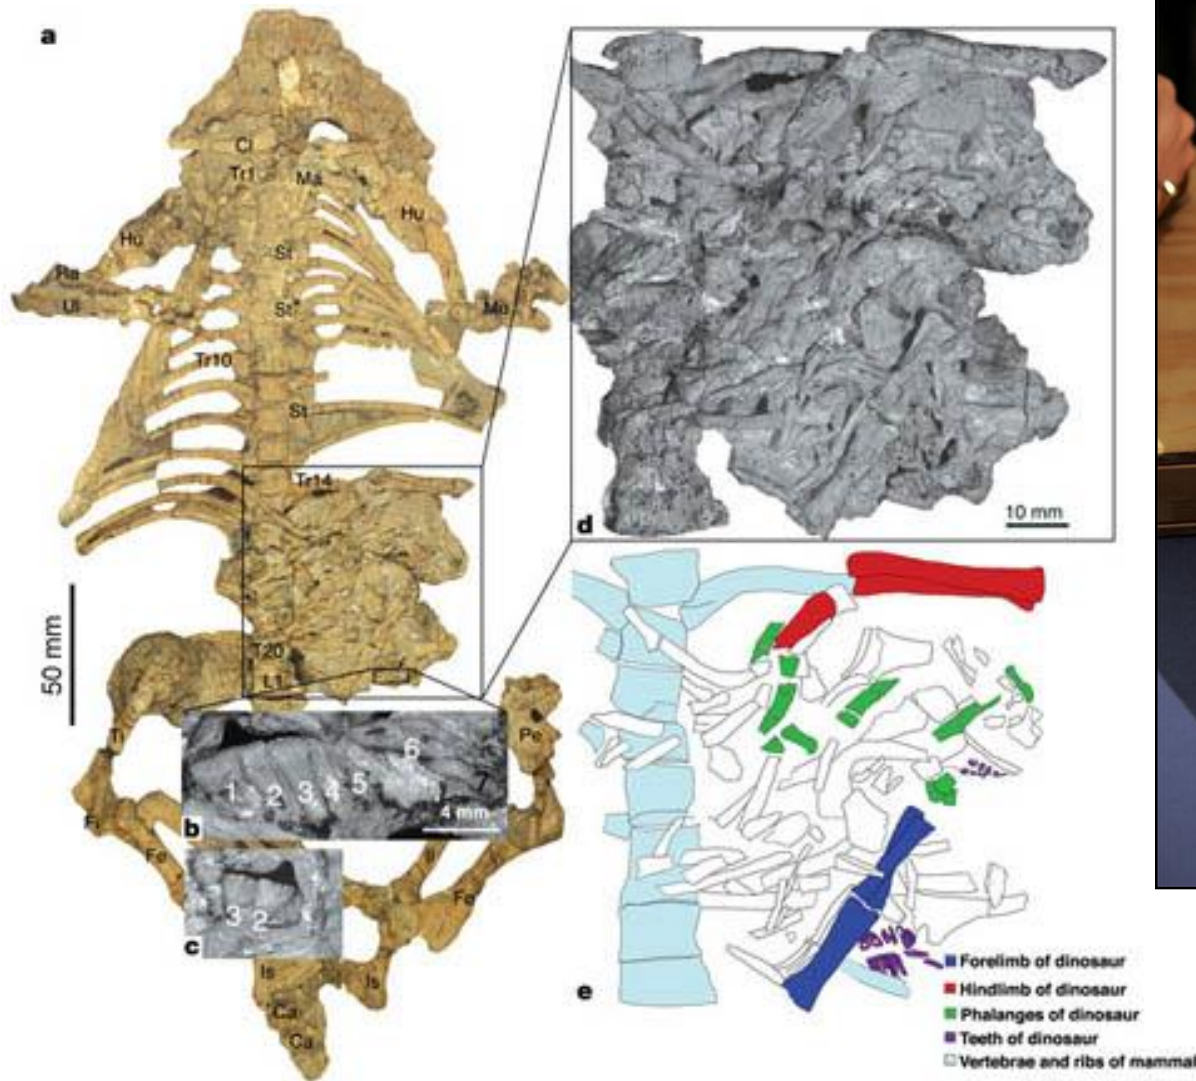 a
Cl
Tr1
Ma
Hu
Hu
St
Ra
Ul
St
Mu
Tr10
St
Tr14
50 mm
T20
L1
Ti
Pe
1
2
3
4
5
6
7
4 mm
b
Fi
Fe
Fe
3
2
c
Is
Is
Ca
Ca
d
10 mm
e
Forelimb of dinosaur
Hindlimb of dinosaur
Phalanges of dinosaur
Teeth of dinosaur
Vertebrae and ribs of mammal